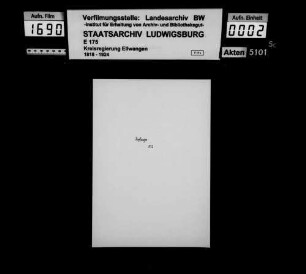 Aufn. Film
1690
Verfilmungsstelle: Landesarchiv BW
-Institut für Erhaltung von Archiv- und Bibliotheksgut-
STAATSARCHIV LUDWIGSBURG
E 175
Kreisregierung Ellwangen
1818 - 1924
Aufn. Einheit
0002
Akten 5101